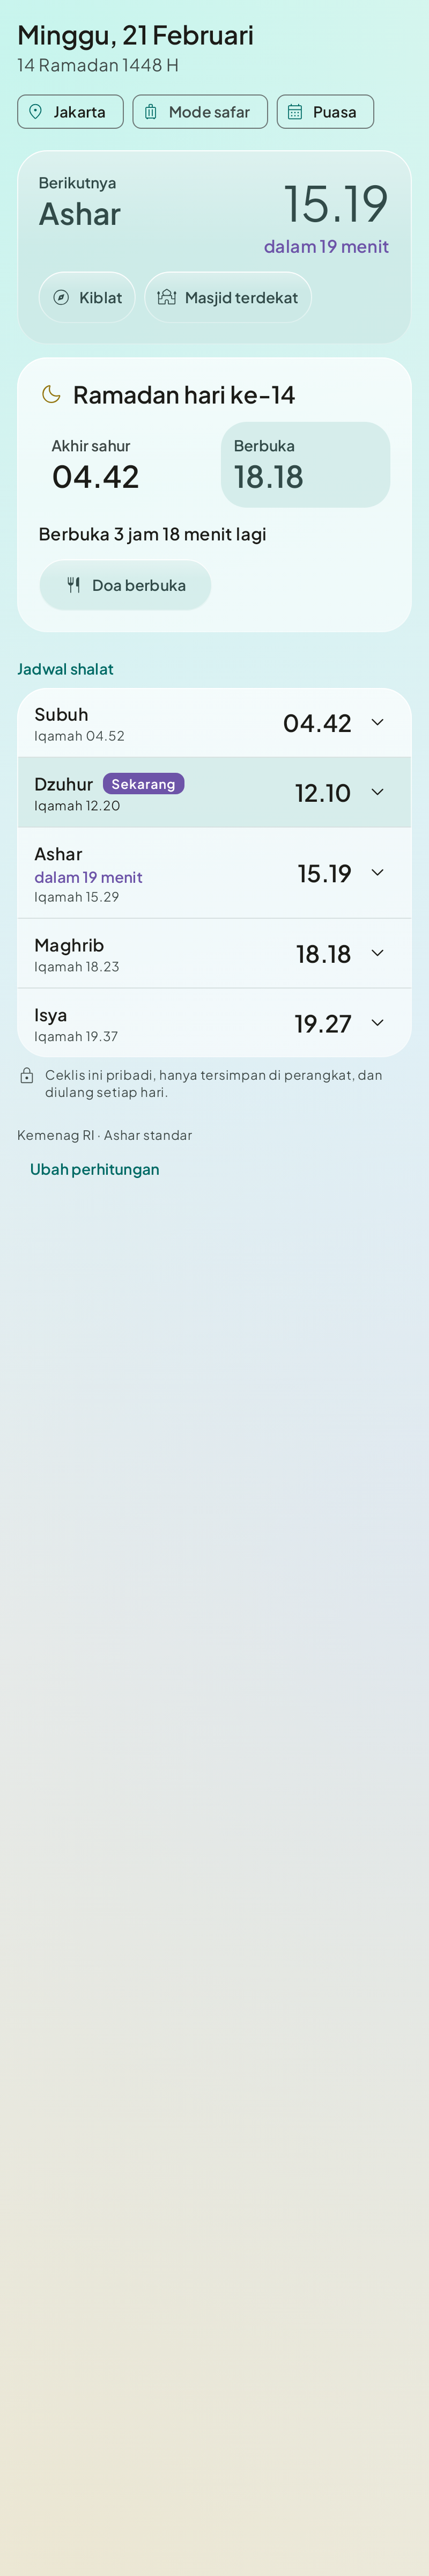 Minggu, 21 Februari
14 Ramadan 1448 H
Jakarta
Mode safar
Puasa
Berikutnya
Ashar
15.19
dalam 19 menit
Kiblat
Masjid terdekat
Ramadan hari ke-14
Akhir sahur
04.42
Berbuka
18.18
Berbuka 3 jam 18 menit lagi
Doa berbuka
Jadwal shalat
Subuh
Iqamah 04.52
04.42
Dzuhur
Sekarang
Iqamah 12.20
12.10
Ashar
dalam 19 menit
Iqamah 15.29
15.19
Maghrib
Iqamah 18.23
18.18
Isya
Iqamah 19.37
19.27
Ceklis ini pribadi, hanya tersimpan di perangkat, dan
diulang setiap hari.
Kemenag RI · Ashar standar
Ubah perhitungan